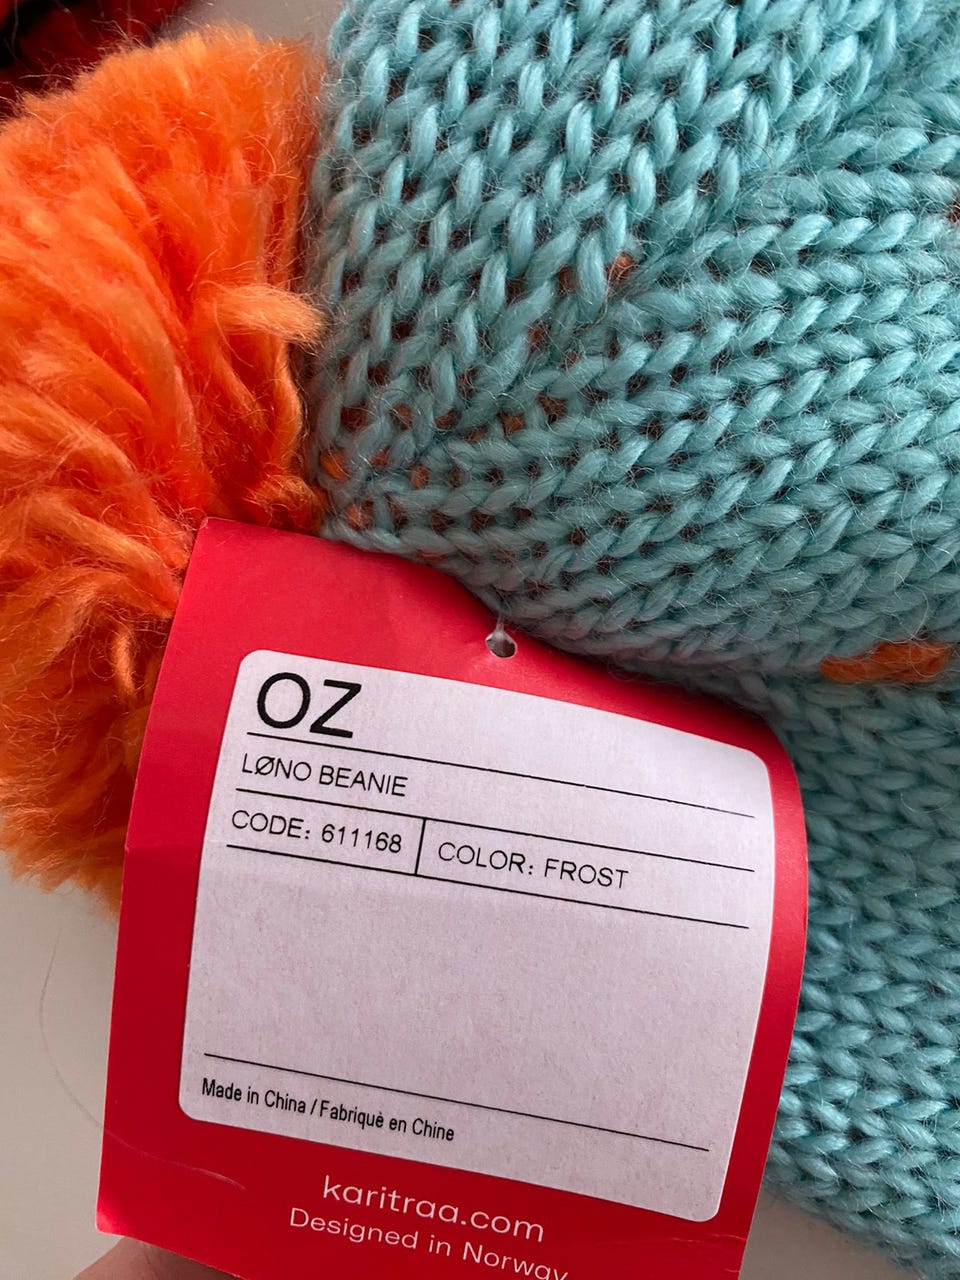 OZ
LØNO BEANIE
CODE: 611168
COLOR: FROST
Made in China / Fabriquè en Chine
karitraa.com
Designed in Norway